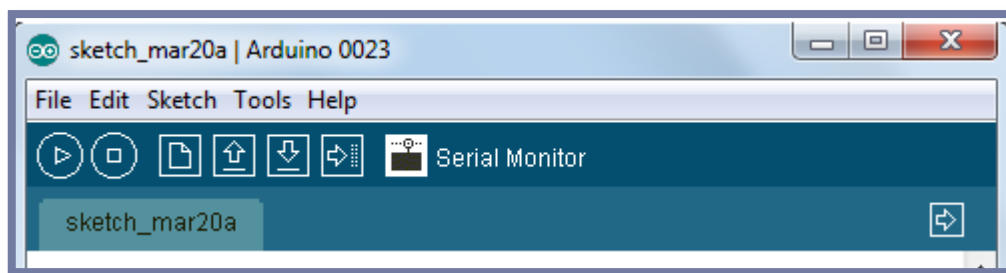 sketch_mar20a | Arduino 0023
File Edit Sketch Tools Help
Serial Monitor
sketch_mar20a